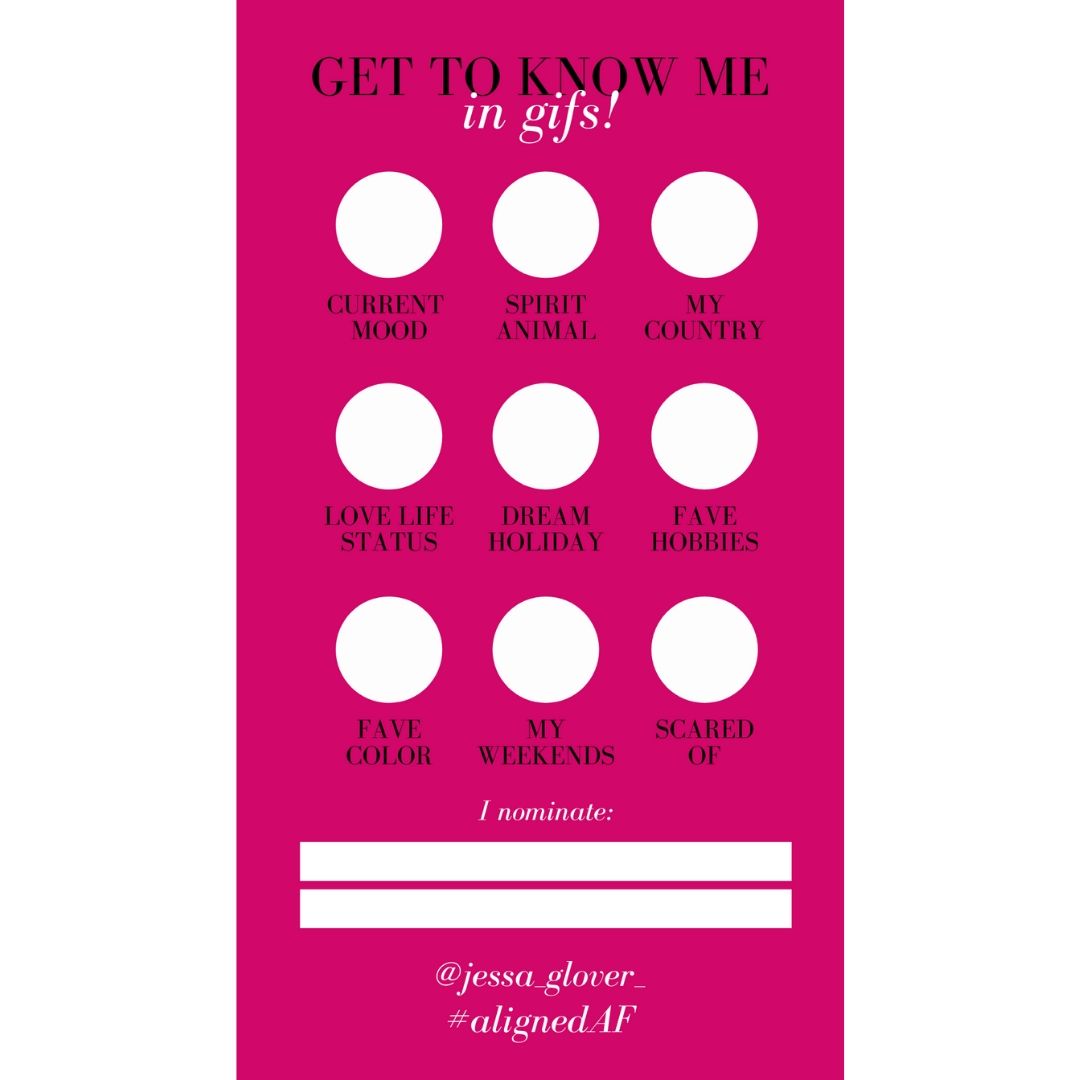 GET TO KNOW ME
in gifs!
CURRENT MOOD
SPIRIT ANIMAL
MY COUNTRY
LOVE LIFE STATUS
DREAM HOLIDAY
FAVE HOBBIES
FAVE COLOR
MY WEEKENDS
SCARED OF
I nominate:
@jessa_glover_
#alignedAF